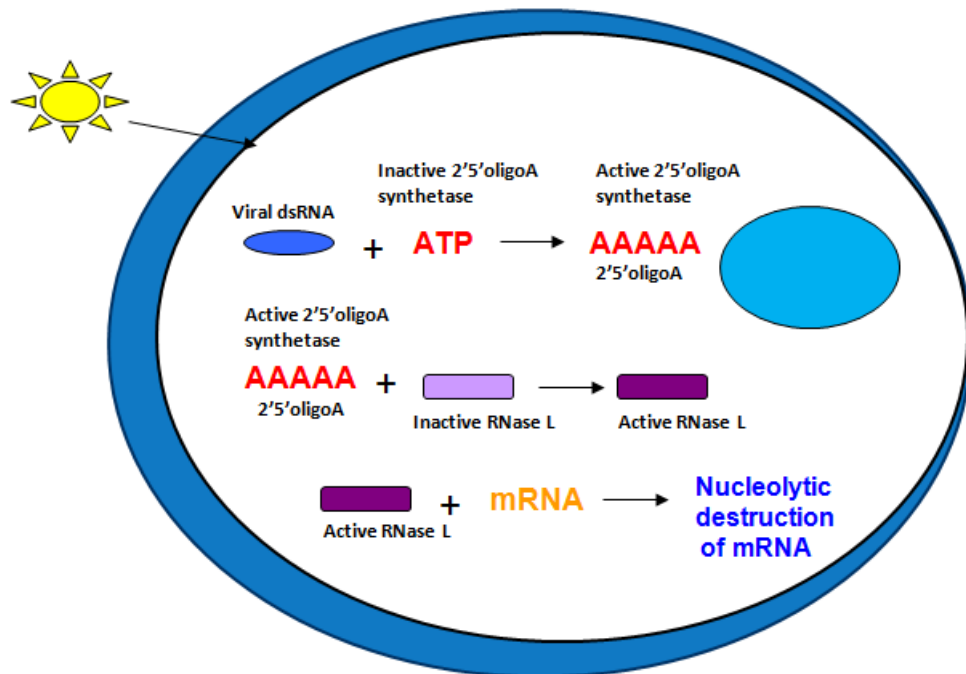 Inactive 2'5'oligoA
synthetase
Active 2'5'oligoA
synthetase
Viral dsRNA
+
ATP
AAAAA
2'5'oligoA
Active 2'5'oligoA
synthetase
AAAAA
2'5'oligoA
+
Inactive RNase L
Active RNase L
Active RNase L
+
mRNA
Nucleolytic
destruction
of mRNA